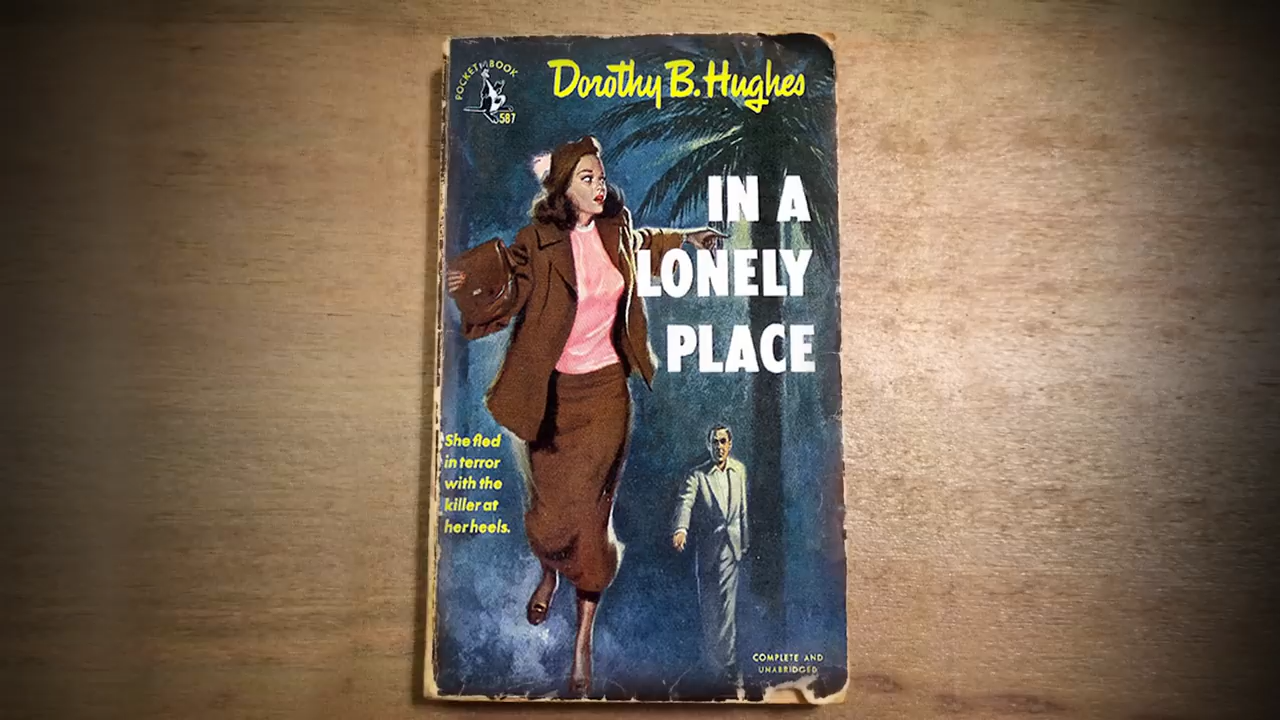 POCKET BOOK
587
Dorothy B. Hughes
IN A
LONELY
PLACE
She fled
in terror
with the
killer at
her heels.
COMPLETE AND
UNABRIDGED